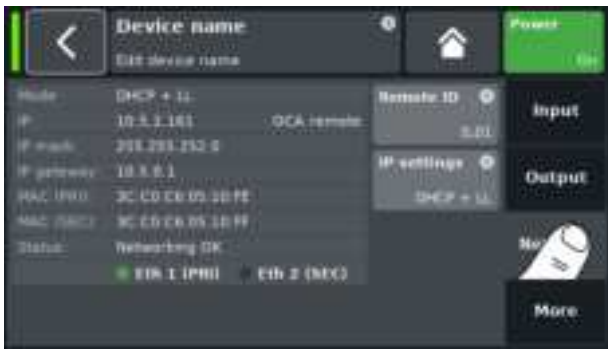 Device name
Edit device name
Power
On
Mode DHCP + LL
IP 10.5.1.161 OCA remote
IP mask 255.255.252.0
IP gateway 10.5.0.1
MAC (PRI) 3C C0 C6 05 10 FE
MAC (SEC) 3C C0 C6 05 10 FF
Status Networking OK
Eth 1 (PRI) Eth 2 (SEC)
Remote ID
0.01
IP settings
DHCP + LL
Input
Output
More